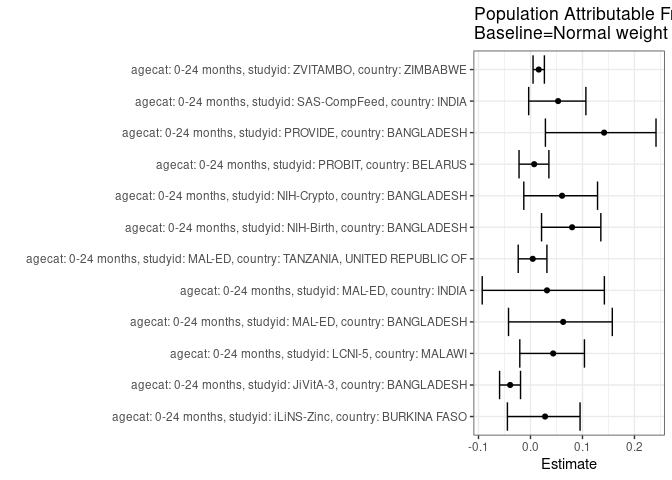 Population Attributable Fr
Baseline=Normal weight
agecat: 0-24 months, studyid: ZVITAMBO, country: ZIMBABWE
agecat: 0-24 months, studyid: SAS-CompFeed, country: INDIA
agecat: 0-24 months, studyid: PROVIDE, country: BANGLADESH
agecat: 0-24 months, studyid: PROBIT, country: BELARUS
agecat: 0-24 months, studyid: NIH-Crypto, country: BANGLADESH
agecat: 0-24 months, studyid: NIH-Birth, country: BANGLADESH
agecat: 0-24 months, studyid: MAL-ED, country: TANZANIA, UNITED REPUBLIC OF
agecat: 0-24 months, studyid: MAL-ED, country: INDIA
agecat: 0-24 months, studyid: MAL-ED, country: BANGLADESH
agecat: 0-24 months, studyid: LCNI-5, country: MALAWI
agecat: 0-24 months, studyid: JiVitA-3, country: BANGLADESH
agecat: 0-24 months, studyid: iLiNS-Zinc, country: BURKINA FASO
-0.1 0.0 0.1 0.2
Estimate